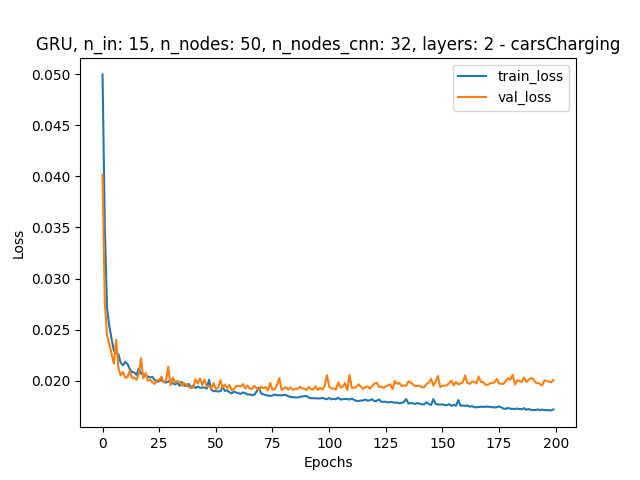 GRU, n_in: 15, n_nodes: 50, n_nodes_cnn: 32, layers: 2 - carsCharging
train_loss
val_loss
0.050
0.045
0.040
0.035
0.030
0.025
0.020
Loss
0 25 50 75 100 125 150 175 200
Epochs